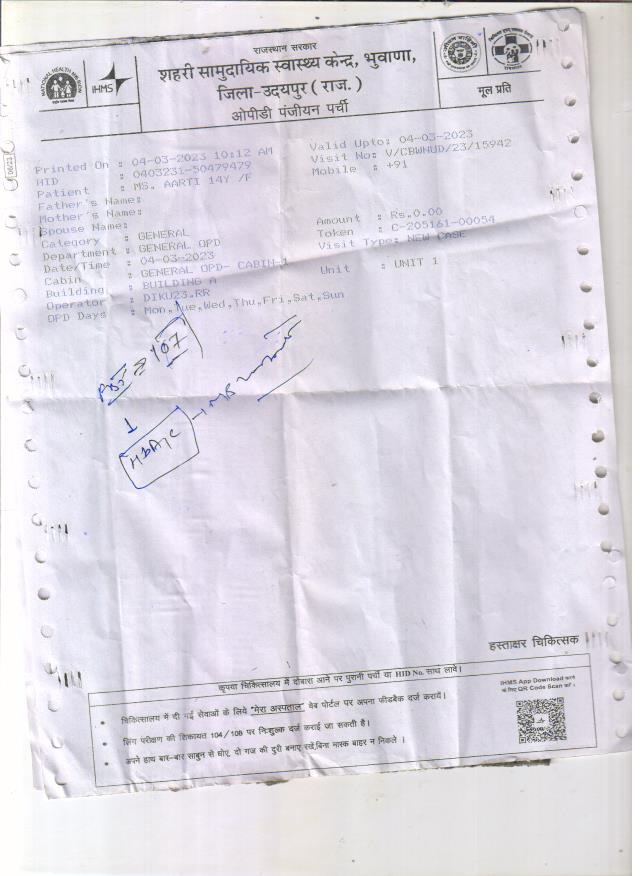 राजस्थान सरकार
शहरी सामुदायिक स्वास्थ्य केन्द्र, भुवाणा,
जिला-उदयपुर ( राज. )
ओपीडी पंजीयन पर्ची
IHMS
मूल प्रति
Printed On : 04-03-2023 10:12 AM
Valid Upto: 04-03-2023
HID : 0403231-50479479
Visit No: V/CBWNUD/23/15942
Patient : MS. AARTI 14Y /F
Mobile : +91
Father's Name:
Mother's Name:
Spouse Name:
Amount : Rs.0.00
Category : GENERAL
Token : C-205161-00054
Department : GENERAL OPD
Visit Type: NEW CASE
Date/Time : 04-03-2023
Cabin : GENERAL OPD- CABIN-1
Unit : UNIT 1
Building : BUILDING A
Operator : DIKU23.RR
OPD Days : Mon,Tue,Wed,Thu,Fri,Sat,Sun
107
HbA1c
हस्ताक्षर चिकित्सक
कृपया चिकित्सालय में दोबारा आने पर पुरानी पर्ची या HID No. साथ लावें।
• चिकित्सालय में दी गई सेवाओं के लिये "मेरा अस्पताल" वेब पोर्टल पर अपना फीडबैक दर्ज करायें।
• लिंग परीक्षण की शिकायत 104/108 पर निःशुल्क दर्ज कराई जा सकती है।
• अपने हाथ बार-बार साबुन से धोए, दो गज की दुरी बनाए रखें,बिना मास्क बाहर न निकले ।
IHMS App Download करने
के लिए QR Code Scan करें ।